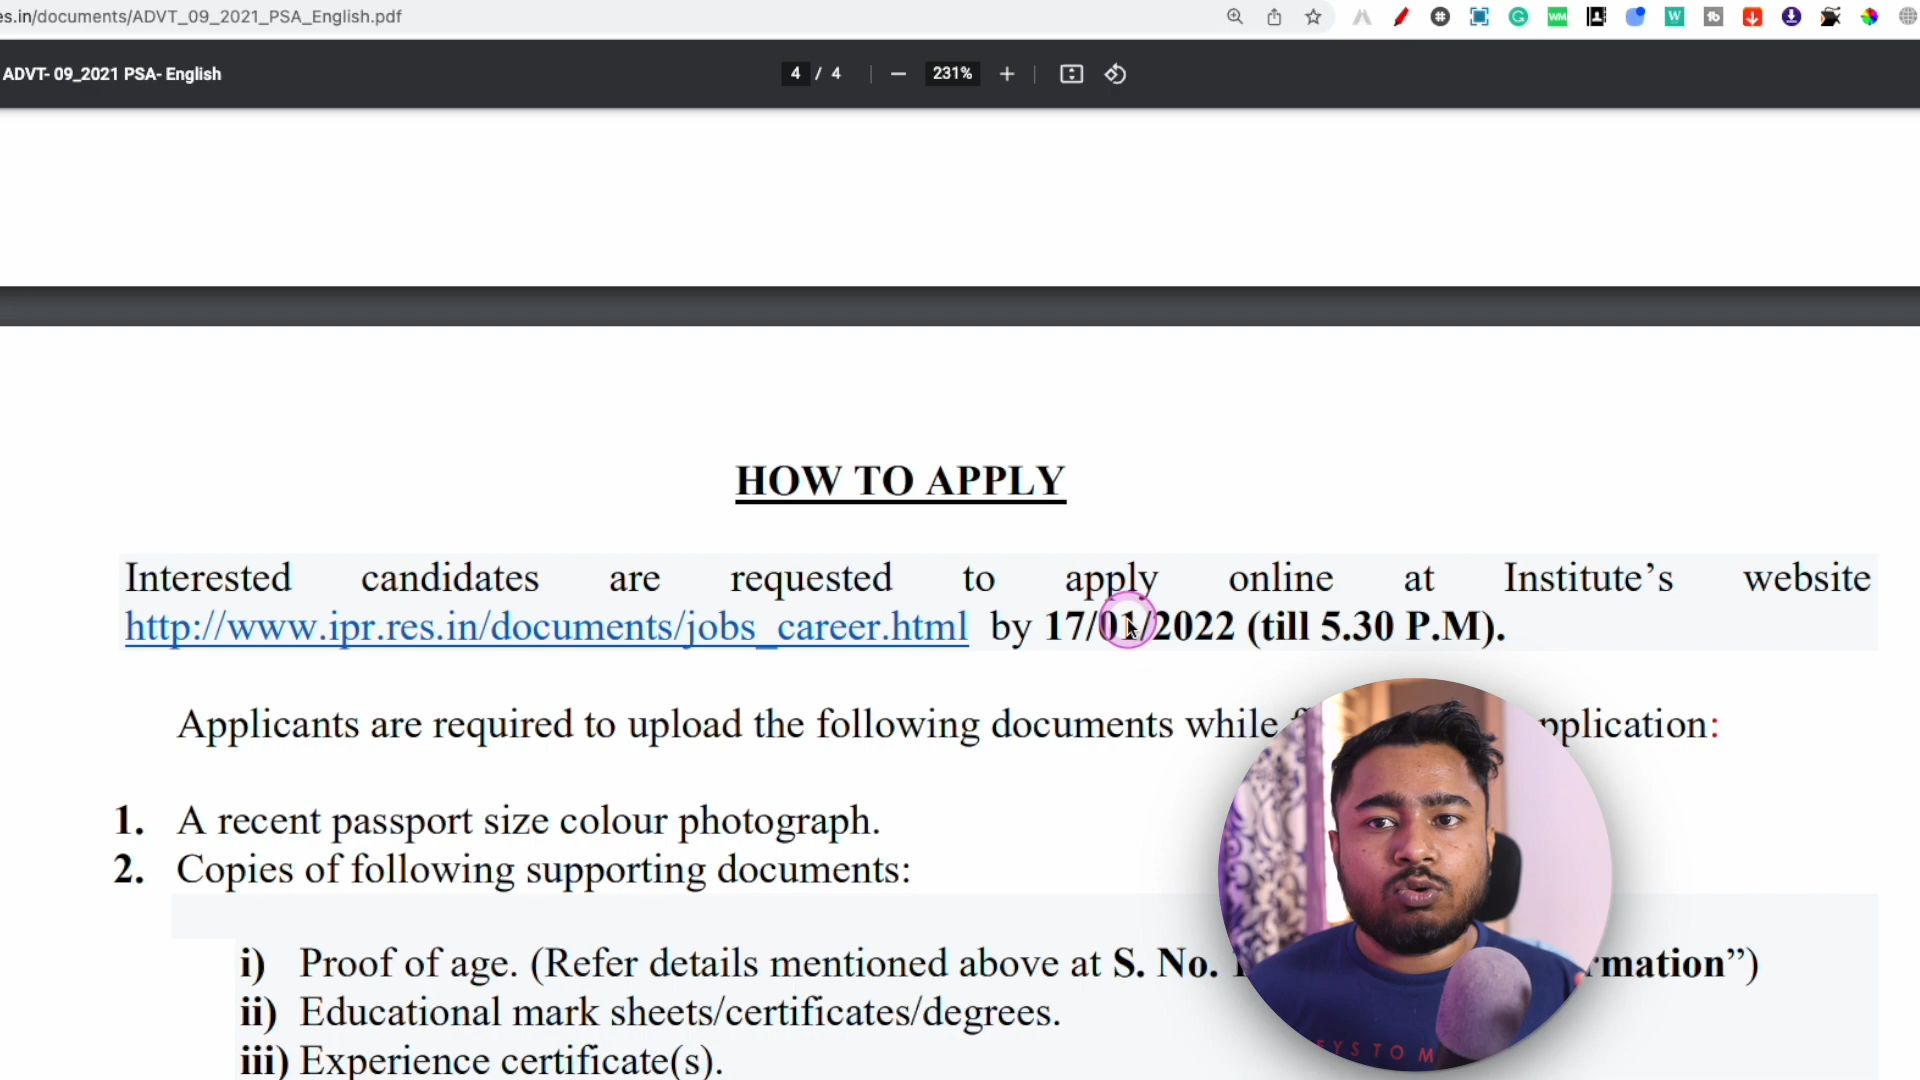 es.in/documents/ADVT_09_2021_PSA_English.pdf
ADVT- 09_2021 PSA- English
4 / 4
231%
HOW TO APPLY
Interested candidates are requested to apply online at Institute’s website
http://www.ipr.res.in/documents/jobs_career.html by 17/01/2022 (till 5.30 P.M).
Applicants are required to upload the following documents while
1. A recent passport size colour photograph.
2. Copies of following supporting documents:
i) Proof of age. (Refer details mentioned above at S. No.
ii) Educational mark sheets/certificates/degrees.
iii) Experience certificate(s).